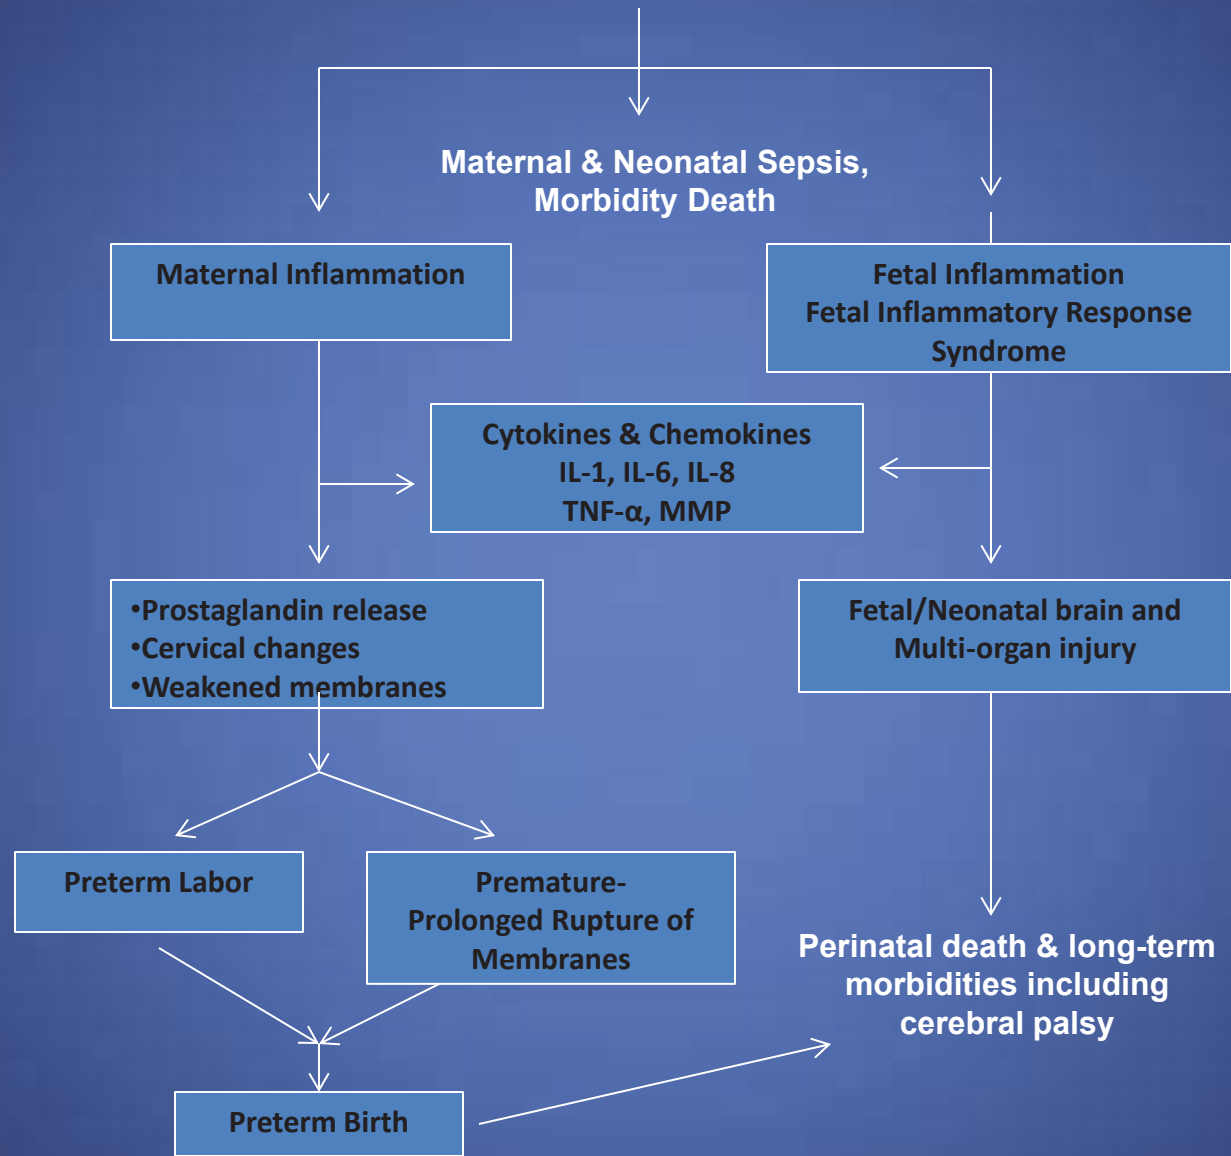 Maternal & Neonatal Sepsis,
Morbidity Death
Maternal Inflammation
Fetal Inflammation
Fetal Inflammatory Response
Syndrome
Cytokines & Chemokines
IL-1, IL-6, IL-8
TNF-α, MMP
•Prostaglandin release
•Cervical changes
•Weakened membranes
Fetal/Neonatal brain and
Multi-organ injury
Preterm Labor
Premature-
Prolonged Rupture of
Membranes
Perinatal death & long-term
morbidities including
cerebral palsy
Preterm Birth